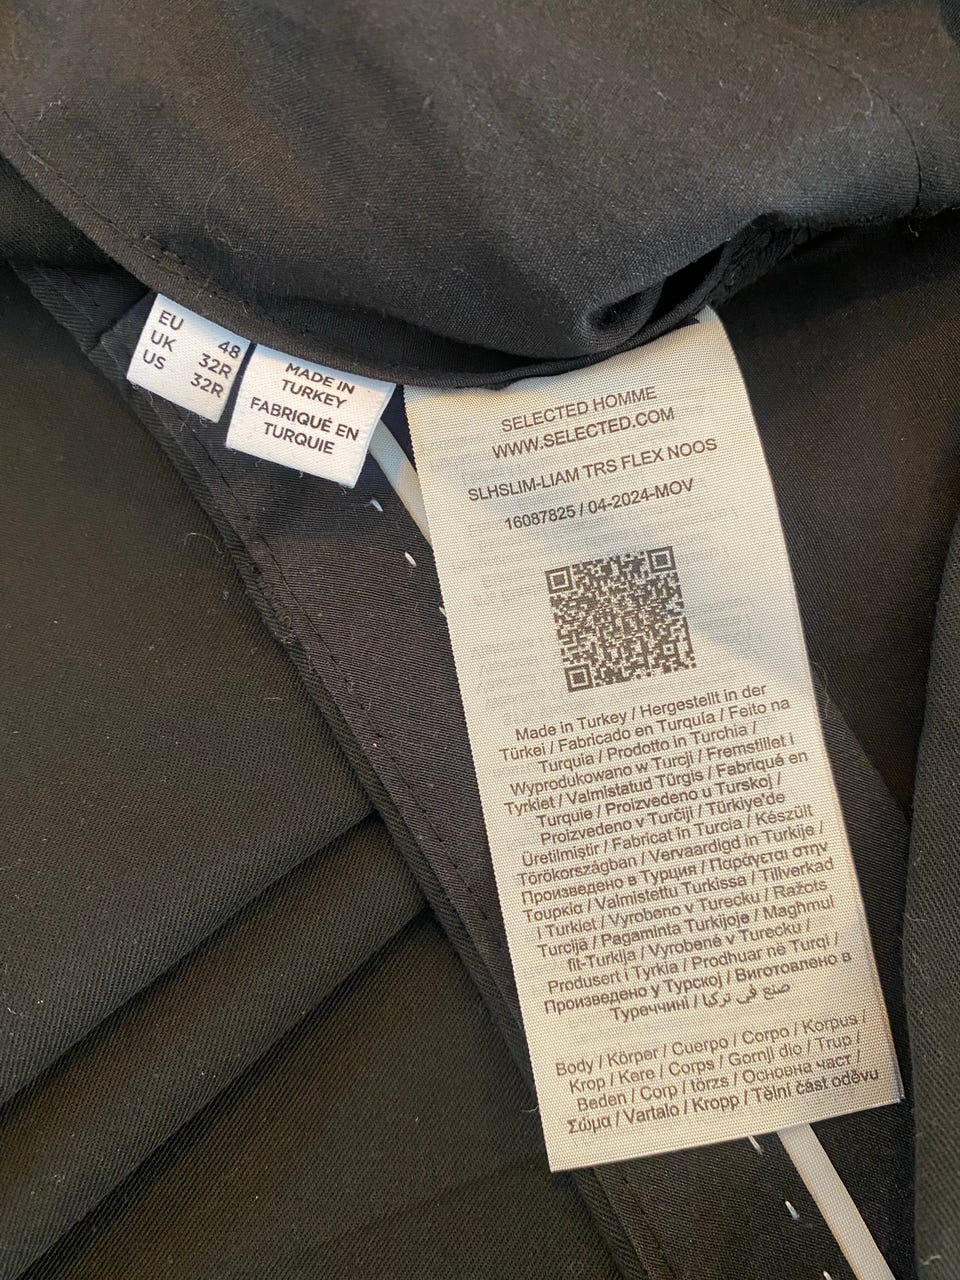 EU 48
UK 32R
US 32R
MADE IN
TURKEY
FABRIQUÉ EN
TURQUIE
SELECTED HOMME
WWW.SELECTED.COM
SLHSLIM-LIAM TRS FLEX NOOS
16087825 / 04-2024-MOV
Made in Turkey / Hergestellt in der
Türkei / Fabricado en Turquía / Feito na
Turquia / Prodotto in Turchia /
Wyprodukowano w Turcji / Fremstillet i
Tyrkiet / Valmistatud Türgis / Fabriqué en
Turquie / Proizvedeno u Turskoj /
Proizvedeno v Turčiji / Türkiye'de
Üretilmiştir / Fabricat în Turcia / Készült
Törökországban / Vervaardigd in Turkije /
Произведено в Турция / Παράγεται στην
Τουρκία / Valmistettu Turkissa / Tillverkad
i Turkiet / Vyrobeno v Turecku / Ražots
Turcijā / Pagaminta Turkijoje / Magħmul
fit-Turkija / Vyrobené v Turecku /
Produsert i Tyrkia / Prodhuar në Turqi /
Произведено у Турској / Виготовлено в
Туреччині / صنع في تركيا
Body / Körper / Cuerpo / Corpo / Korpus /
Krop / Kere / Corps / Gornji dio / Trup /
Beden / Corp / törzs / Основна част /
Σώμα / Vartalo / Kropp / Tělní část oděvu